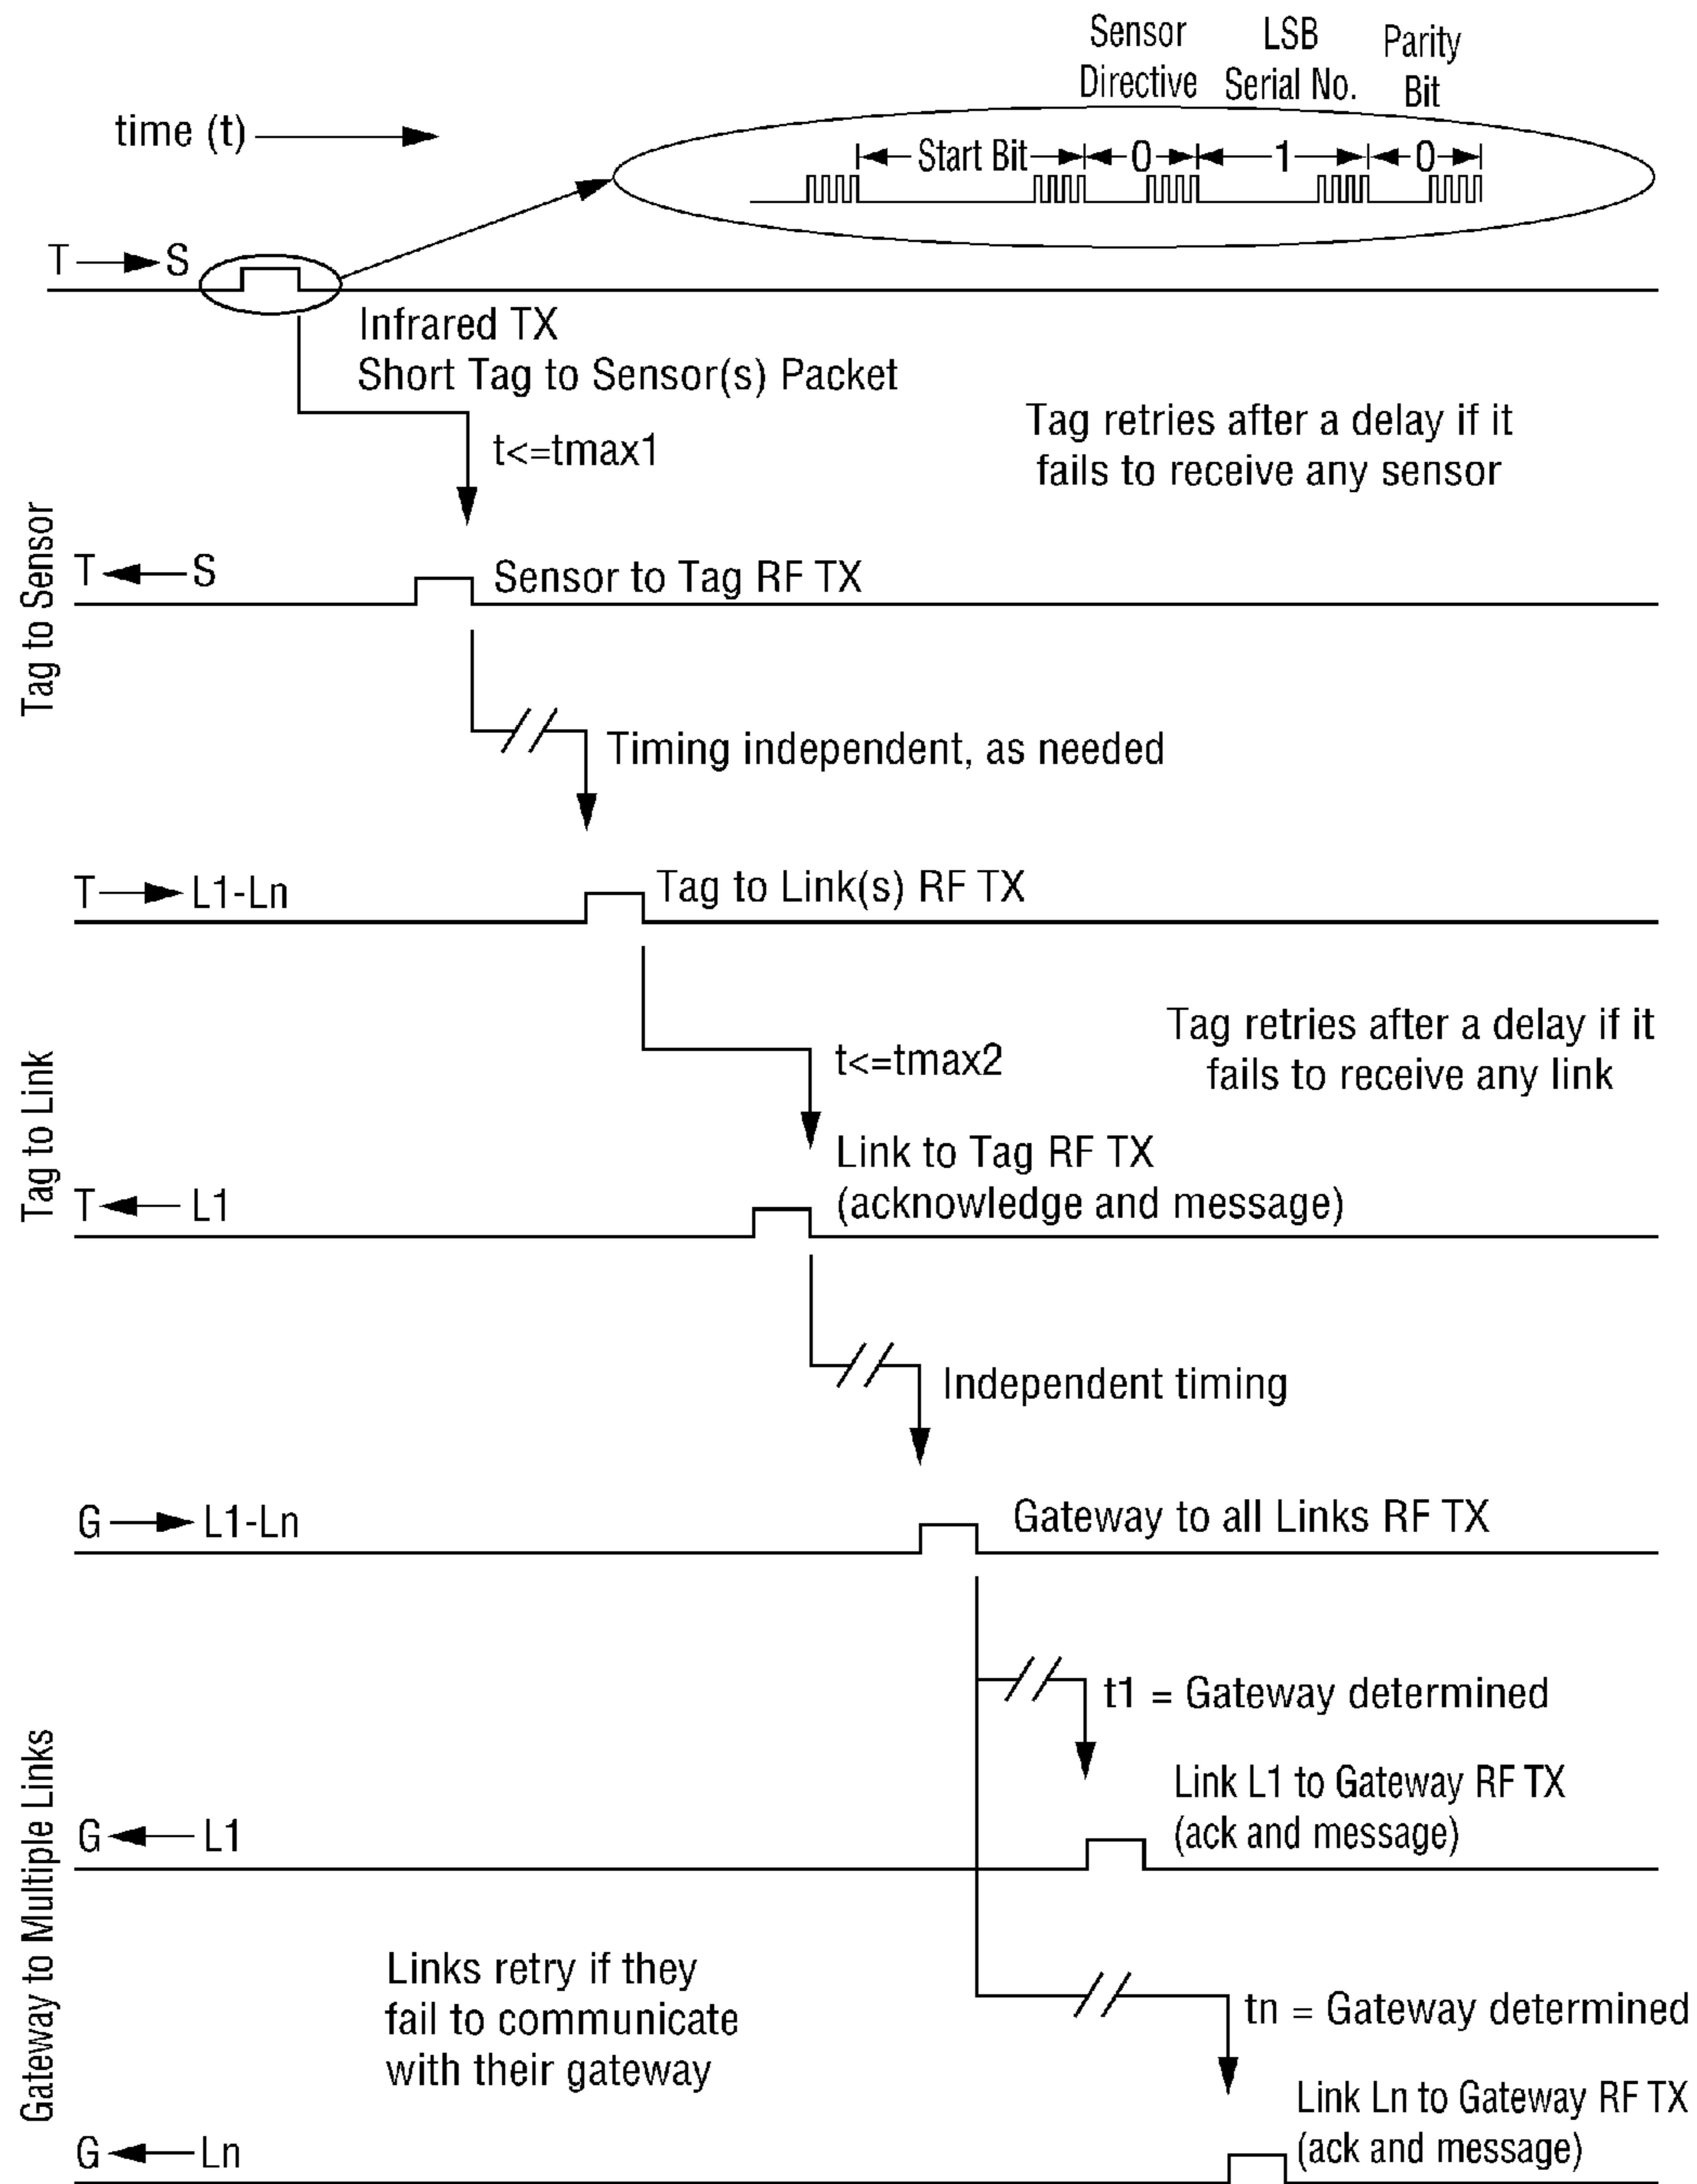 Sensor Directive
LSB Serial No.
Parity Bit
time (t)
Start Bit
0
1
0
T
S
Infrared TX
Short Tag to Sensor(s) Packet
t<=tmax1
Tag retries after a delay if it
fails to receive any sensor
Tag to Sensor
T
S
Sensor to Tag RF TX
Timing independent, as needed
T
L1-Ln
Tag to Link(s) RF TX
t<=tmax2
Tag retries after a delay if it
fails to receive any link
Tag to Link
Link to Tag RF TX
(acknowledge and message)
T
L1
Independent timing
G
L1-Ln
Gateway to all Links RF TX
t1 = Gateway determined
Gateway to Multiple Links
Link L1 to Gateway RF TX
(ack and message)
G
L1
Links retry if they
fail to communicate
with their gateway
tn = Gateway determined
Link Ln to Gateway RF TX
(ack and message)
G
Ln